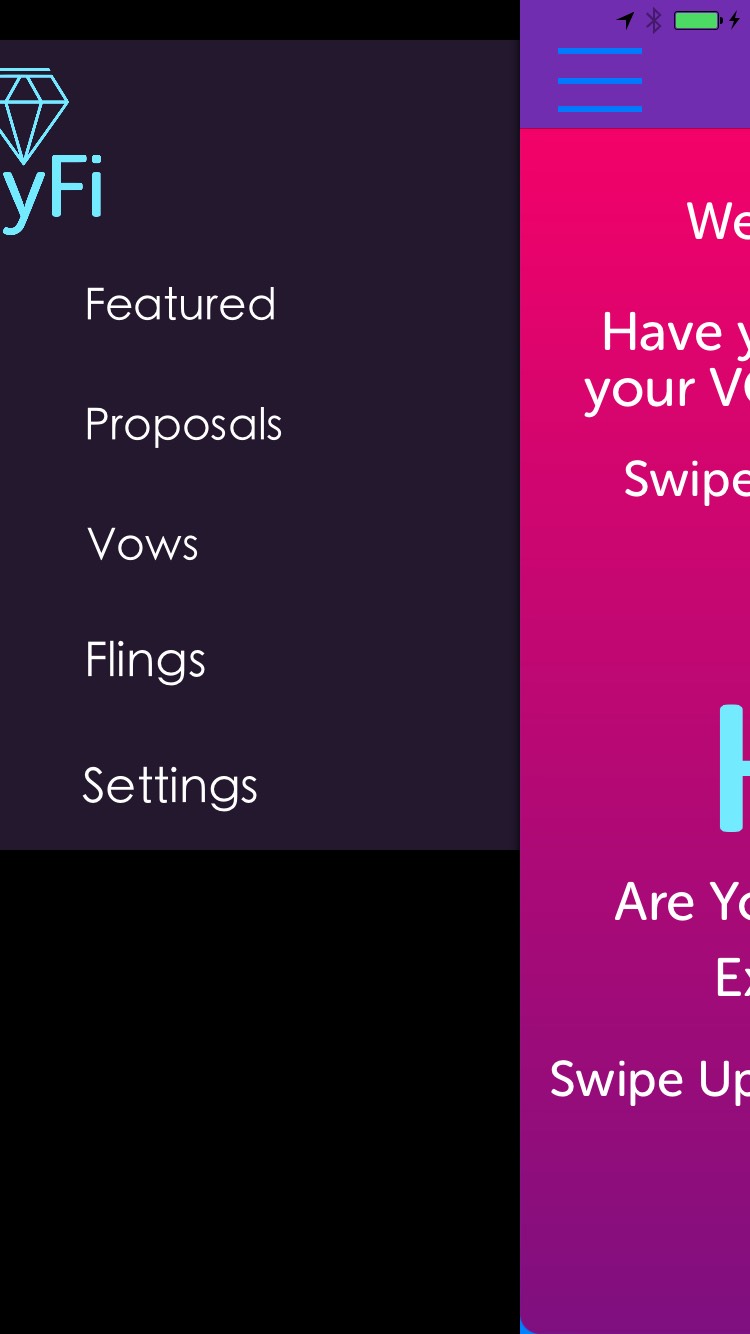 yFi
Featured
Proposals
Vows
Flings
Settings
We
Have y
your V
Swipe
H
Are Yo
Ex
Swipe Up